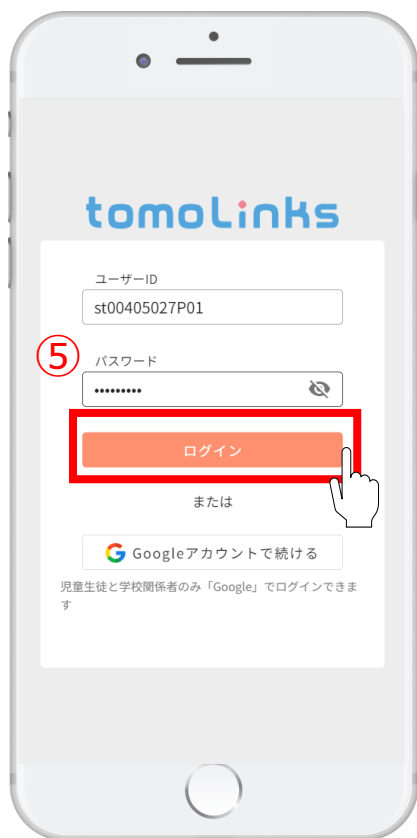 tomoLinks
ユーザーID
st00405027P01
⑤
パスワード
•••••••••
ログイン
または
Googleアカウントで続ける
児童生徒と学校関係者のみ「Google」でログインできま
す